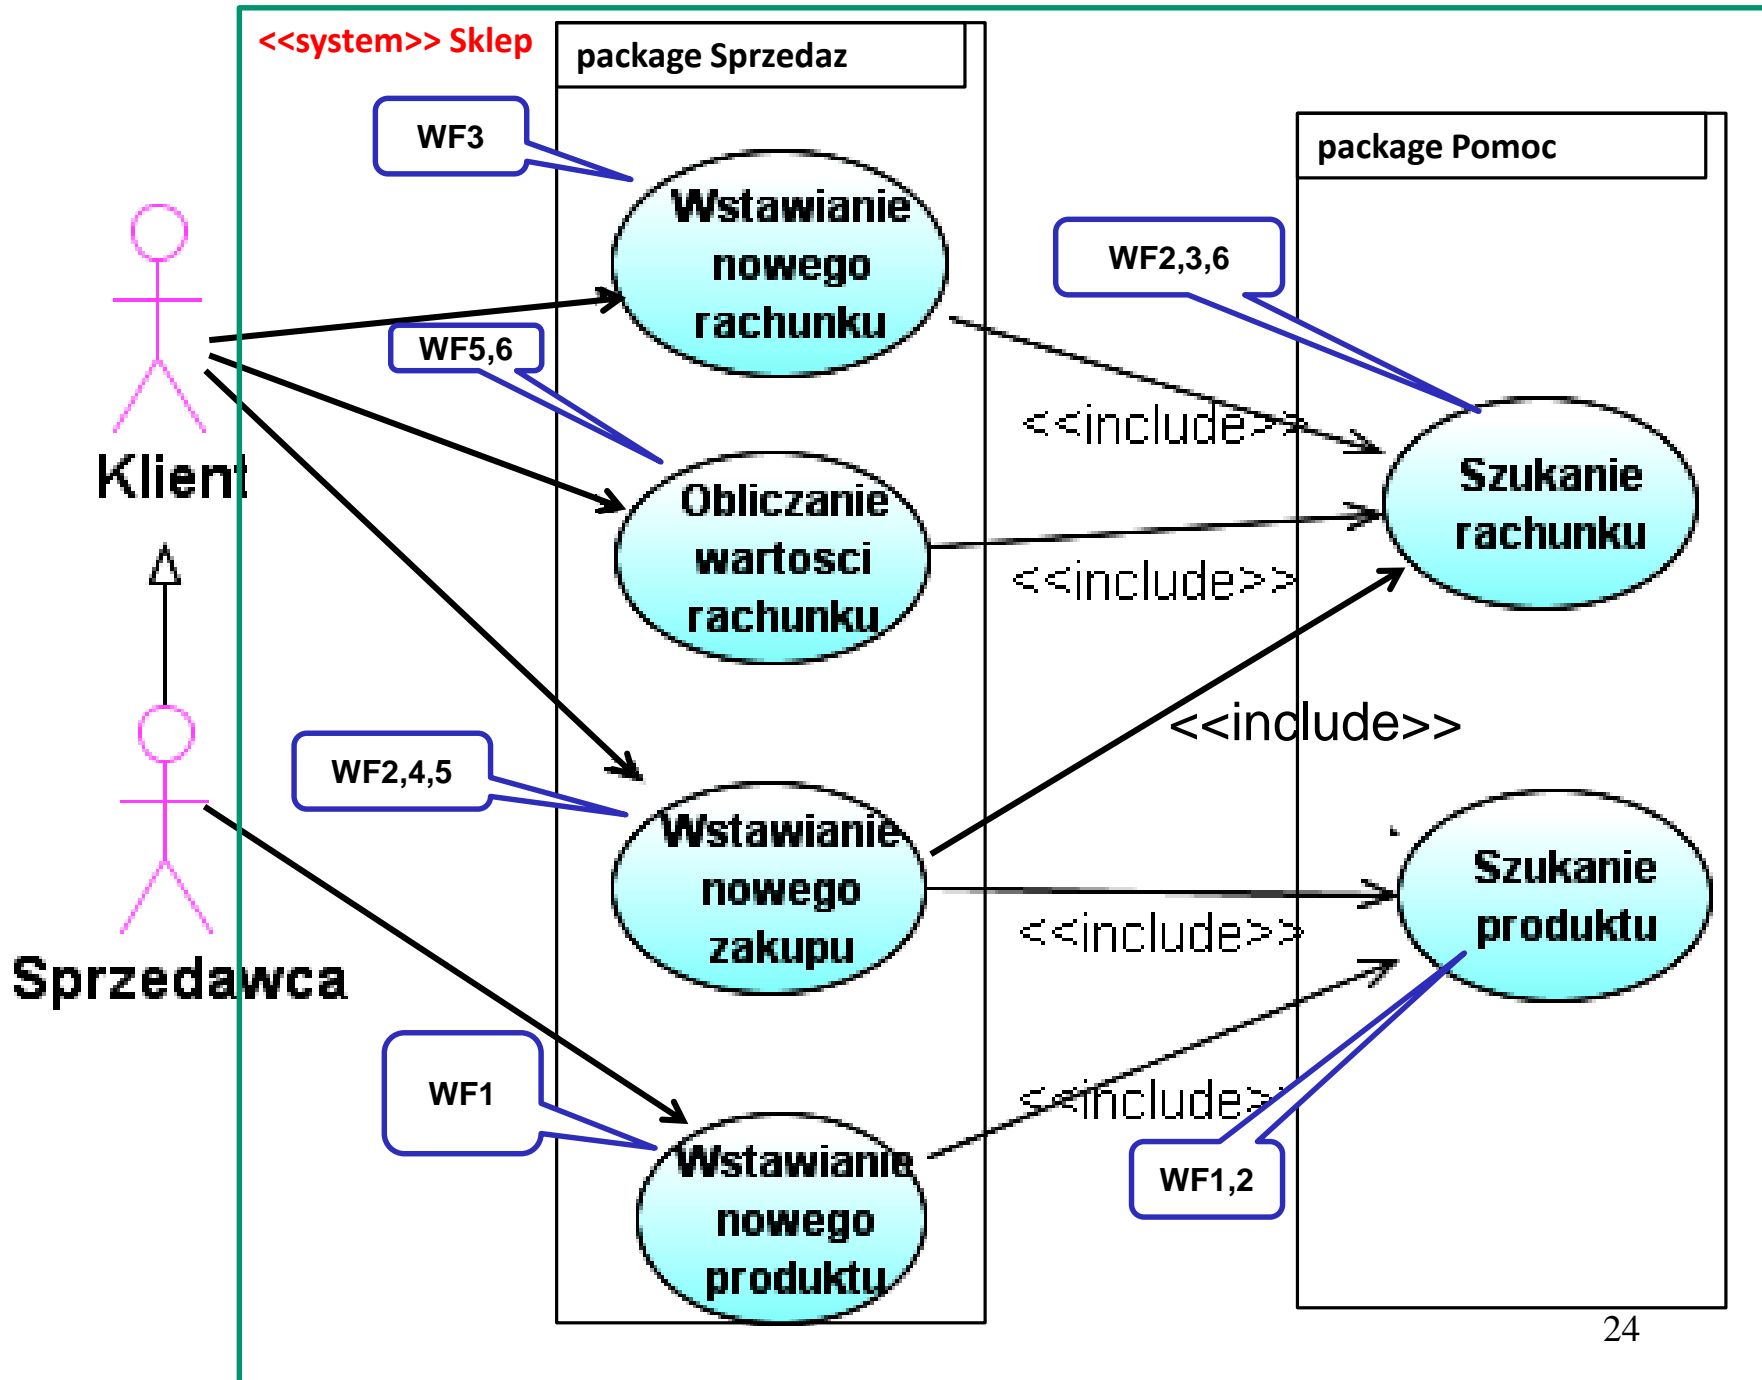 <<system>> Sklep
package Sprzedaz
WF3
package Pomoc
Wstawianie
nowego
rachunku
WF2,3,6
WF5,6
<<include>>
Klient
Obliczanie
wartosci
rachunku
Szukanie
rachunku
<<include>>
<<include>>
WF2,4,5
Wstawianie
nowego
zakupu
Szukanie
produktu
<<include>>
Sprzedawca
WF1
<<include>
Wstawianie
nowego
produktu
WF1,2
24